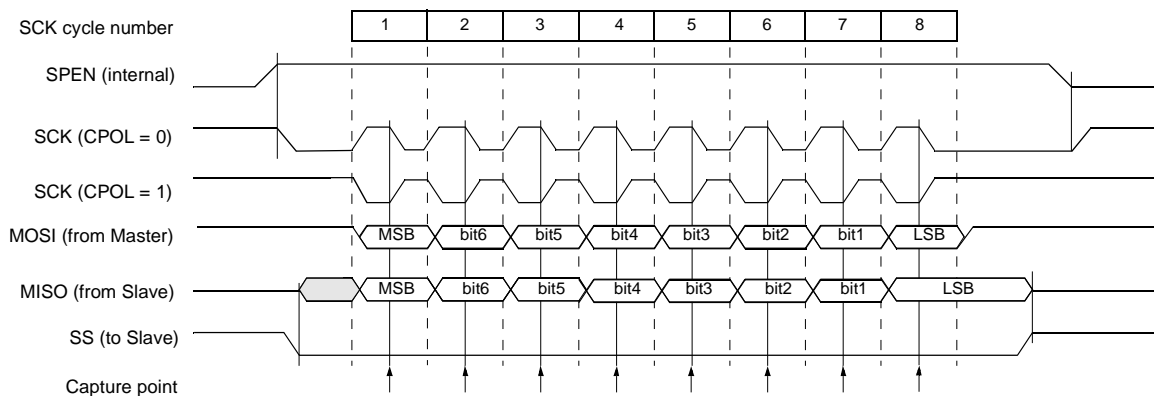 SCK cycle number 1 2 3 4 5 6 7 8
SPEN (internal)
SCK (CPOL = 0)
SCK (CPOL = 1)
MOSI (from Master) MSB bit6 bit5 bit4 bit3 bit2 bit1 LSB
MISO (from Slave) MSB bit6 bit5 bit4 bit3 bit2 bit1 LSB
SS (to Slave)
Capture point